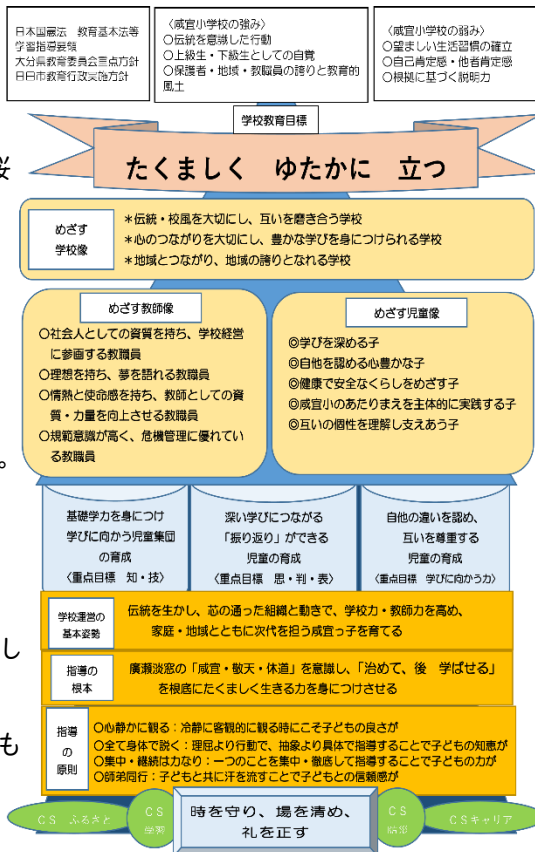 日本国憲法　教育基本法等
学習指導要領
大分県教育委員会重点方針
日田市教育行政実施方針
〈咸宜小学校の強み〉
○伝統を意識した行動
○上級生・下級生としての自覚
○保護者・地域・教職員の誇りと教育的
風土
〈咸宜小学校の弱み〉
○望ましい生活習慣の確立
○自己肯定感・他者肯定感
○根拠に基づく説明力
学校教育目標
たくましく　ゆたかに　立つ
めざす
学校像
＊伝統・校風を大切にし、互いを磨き合う学校
＊心のつながりを大切にし、豊かな学びを身につけられる学校
＊地域とつながり、地域の誇りとなれる学校
めざす教師像
○社会人としての資質を持ち、学校経営
に参画する教職員
○理想を持ち、夢を語れる教職員
○情熱と使命感を持ち、教師としての資
質・力量を向上させる教職員
○規範意識が高く、危機管理に優れてい
る教職員
めざす児童像
◎学びを深める子
◎自他を認める心豊かな子
◎健康で安全なくらしをめざす子
◎咸宜小のあたりまえを主体的に実践する子
◎互いの個性を理解し支えあう子
。
基礎学力を身につけ
学びに向かう児童集団
の育成
〈重点目標　知・技〉
深い学びにつながる
「振り返り」ができる
児童の育成
〈重点目標　思・判・表〉
自他の違いを認め、
互いを尊重する
児童の育成
〈重点目標　学びに向かう力〉
学校運営の
基本姿勢
伝統を生かし、芯の通った組織と動きで、学校力・教師力を高め、
家庭・地域とともに次代を担う咸宜っ子を育てる
し
指導の
根本
廣瀬淡窓の「咸宜・敬天・休道」を意識し、「治めて、後　学ばせる」
を根底にたくましく生きる力を身につけさせる
も
指導
の
原則
○心静かに観る：冷静に客観的に観る時にこそ子どもの良さが
○全て身体で説く：理屈より行動で、抽象より具体で指導することで子どもの知恵が
○集中・継続は力なり：一つのことを集中・徹底して指導することで子どもの力が
○師弟同行：子どもと共に汗を流すことで子どもとの信頼感が
ＣＳ　ふるさと
ＣＳ
学習
時を守り、場を清め、
礼を正す
ＣＳ
防災
ＣＳキャリア